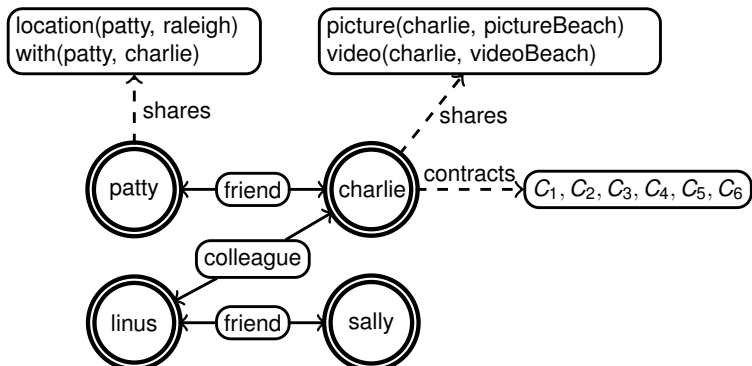 location(patty, raleigh)
with(patty, charlie)
picture(charlie, pictureBeach)
video(charlie, videoBeach)
shares
shares
patty
friend
charlie
contracts
C₁, C₂, C₃, C₄, C₅, C₆
colleague
linus
friend
sally